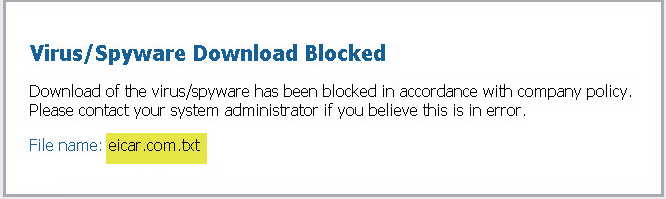 Virus/Spyware Download Blocked
Download of the virus/spyware has been blocked in accordance with company policy.
Please contact your system administrator if you believe this is in error.
File name: eicar.com.txt